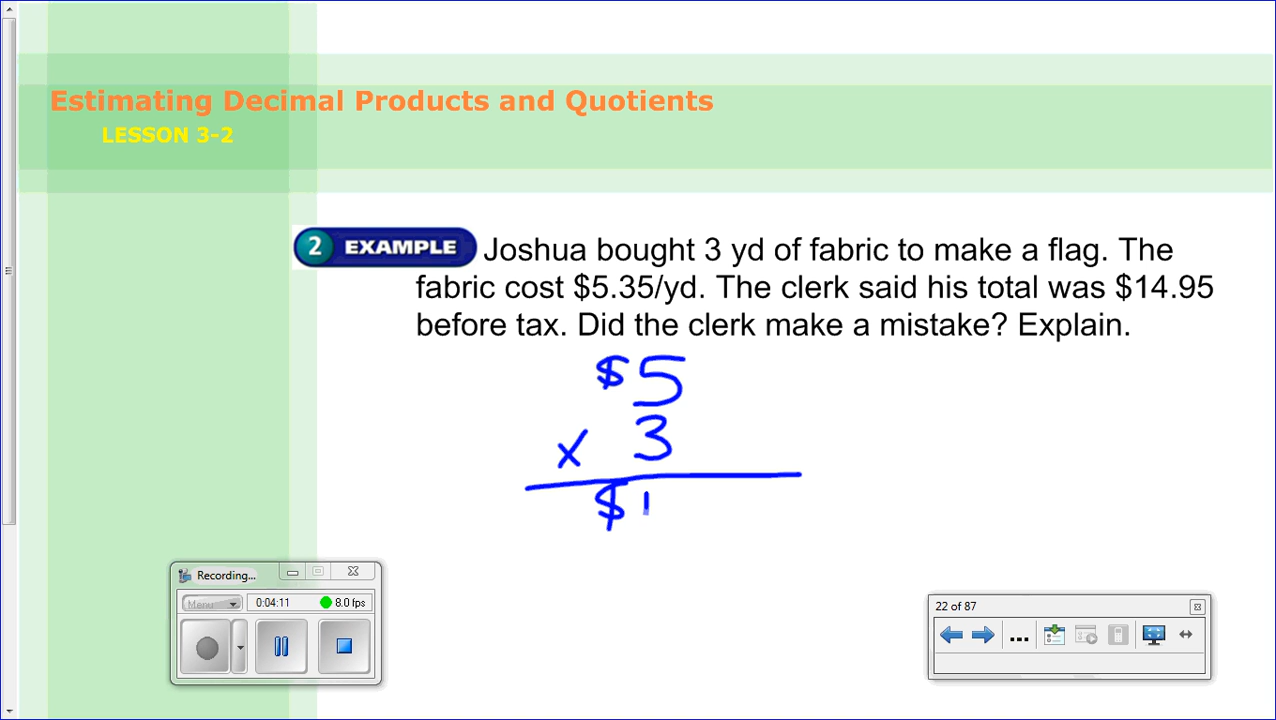 Estimating Decimal Products and Quotients
LESSON 3-2
2 EXAMPLE Joshua bought 3 yd of fabric to make a flag. The
fabric cost $5.35/yd. The clerk said his total was $14.95
before tax. Did the clerk make a mistake? Explain.
$5
x 3
$1
Recording...
Menu 0:04:11 8.0 fps
22 of 87
...